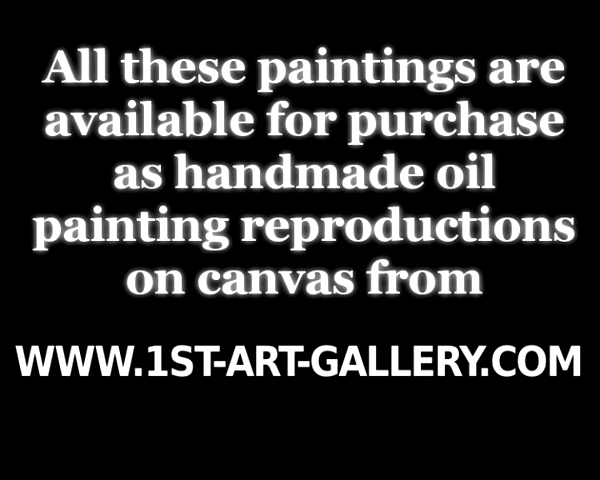 All these paintings are
available for purchase
as handmade oil
painting reproductions
on canvas from
WWW.1ST-ART-GALLERY.COM